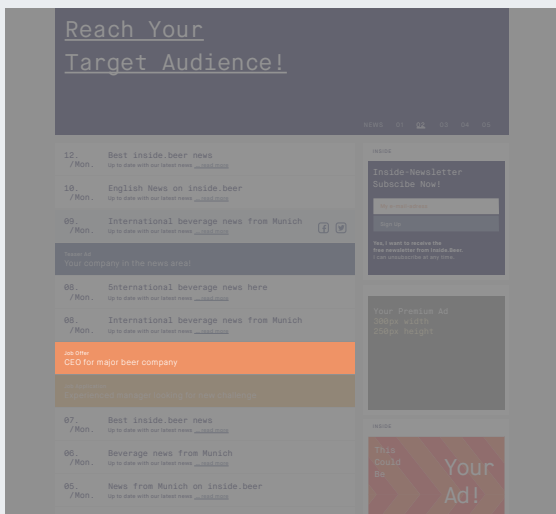 Reach Your
Target Audience!
NEWS 01 02 03 04 05
12. Best inside.beer news
/Mon. Up to date with our latest news ... read more
10. English News on inside.beer
/Mon. Up to date with our latest news ... read more
09. International beverage news from Munich
/Mon. Up to date with our latest news ... read more
Your company in the news area!
08. International beverage news here
/Mon. Up to date with our latest news ... read more
08. International beverage news from Munich
/Mon. Up to date with our latest news ... read more
Job Offer
CEO for major beer company
07. Best inside.beer news
/Mon. Up to date with our latest news ... read more
06. Beverage news from Munich
/Mon. Up to date with our latest news ... read more
05. News from Munich on inside.beer
/Mon. Up to date with our latest news ... read more
INSIDE
Inside-Newsletter
Subscibe Now!
Sign up
Yes, I want to receive the
free newsletter from Inside.Beer.
I can unsubscribe at any time.
Your Premium Ad
300px width
250px height
INSIDE
This
Could
Be
Your
Ad!